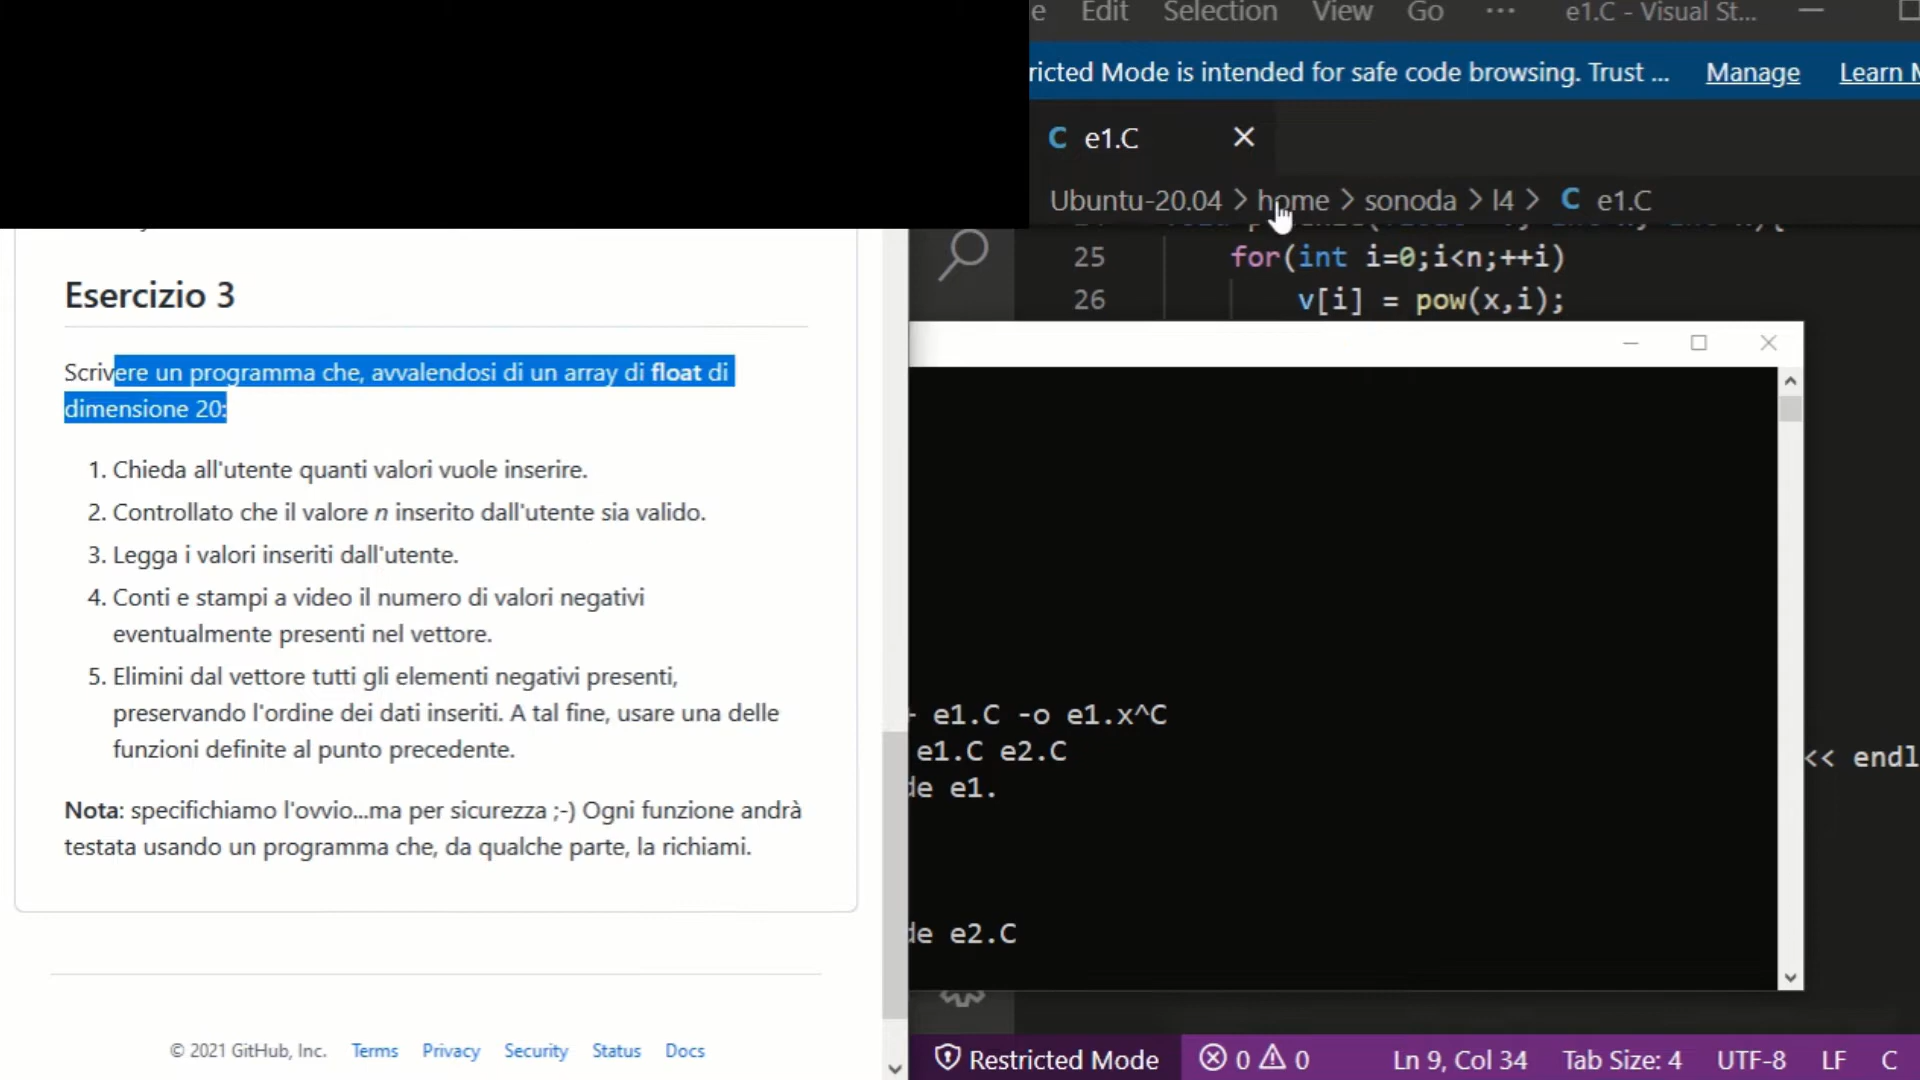 Edit Selection View Go ··· e1.C - Visual St...
ricted Mode is intended for safe code browsing. Trust ... Manage Learn
C e1.C
Ubuntu-20.04 > home > sonoda > l4 > C e1.C
25 for(int i=0;i<n;++i)
26 v[i] = pow(x,i);
Esercizio 3
Scrivere un programma che, avvalendosi di un array di float di
dimensione 20:
1. Chieda all'utente quanti valori vuole inserire.
2. Controllato che il valore n inserito dall'utente sia valido.
3. Legga i valori inseriti dall'utente.
4. Conti e stampi a video il numero di valori negativi
eventualmente presenti nel vettore.
5. Elimini dal vettore tutti gli elementi negativi presenti,
preservando l'ordine dei dati inseriti. A tal fine, usare una delle
funzioni definite al punto precedente.
Nota: specifichiamo l'ovvio...ma per sicurezza ;-) Ogni funzione andrà
testata usando un programma che, da qualche parte, la richiami.
© 2021 GitHub, Inc. Terms Privacy Security Status Docs
e1.C -o e1.x^C
e1.C e2.C
de e1.
de e2.C
<< endl
Restricted Mode 0 0 Ln 9, Col 34 Tab Size: 4 UTF-8 LF C